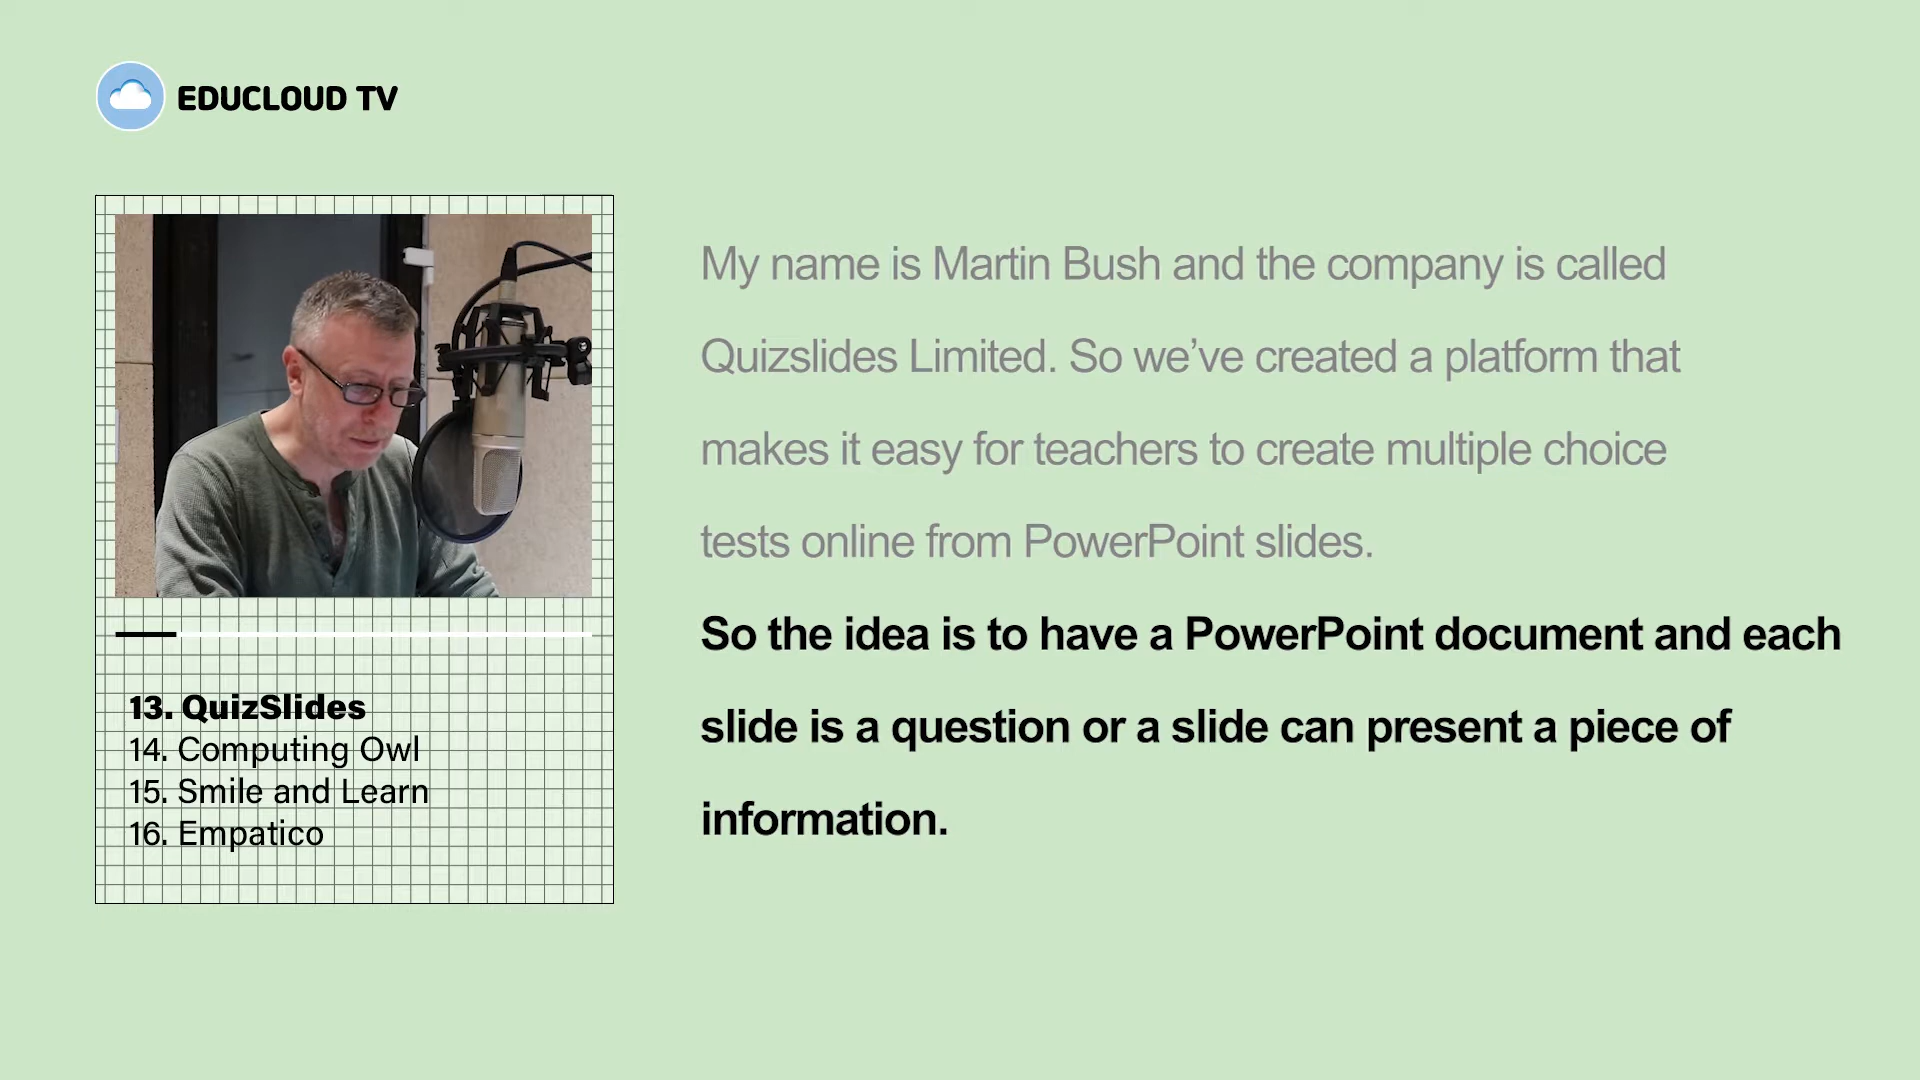 EDUCLOUD TV
My name is Martin Bush and the company is called
Quizslides Limited. So we’ve created a platform that
makes it easy for teachers to create multiple choice
tests online from PowerPoint slides.
So the idea is to have a PowerPoint document and each
slide is a question or a slide can present a piece of
information.
13. QuizSlides
14. Computing Owl
15. Smile and Learn
16. Empatico